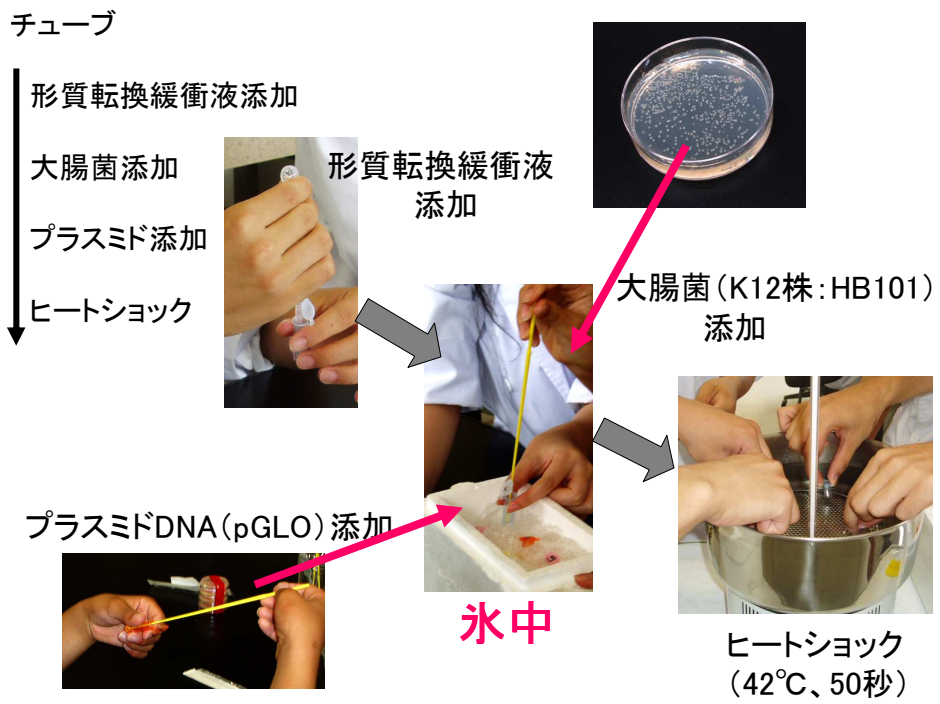 チューブ
形質転換緩衝液添加
大腸菌添加
プラスミド添加
ヒートショック
形質転換緩衝液
添加
大腸菌（K12株：HB101）
添加
プラスミドDNA（pGLO）添加
氷中
ヒートショック
（42℃、50秒）